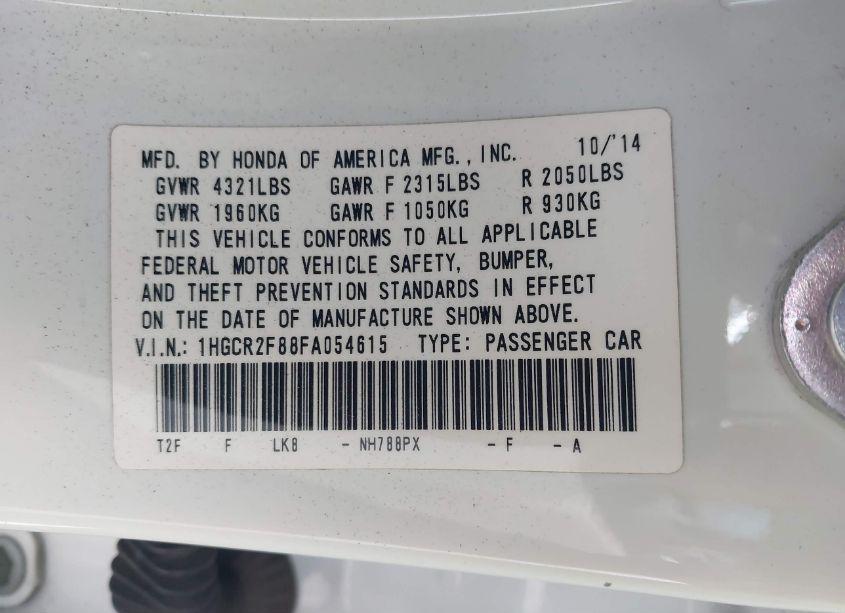 MFD. BY HONDA OF AMERICA MFG., INC. 10/'14
GVWR 4321LBS GAWR F 2315LBS R 2050LBS
GVWR 1960KG GAWR F 1050KG R 930KG
THIS VEHICLE CONFORMS TO ALL APPLICABLE
FEDERAL MOTOR VEHICLE SAFETY, BUMPER,
AND THEFT PREVENTION STANDARDS IN EFFECT
ON THE DATE OF MANUFACTURE SHOWN ABOVE.
V.I.N.: 1HGCR2F88FA054615 TYPE: PASSENGER CAR
T2F F LK8 - NH788PX - F - A